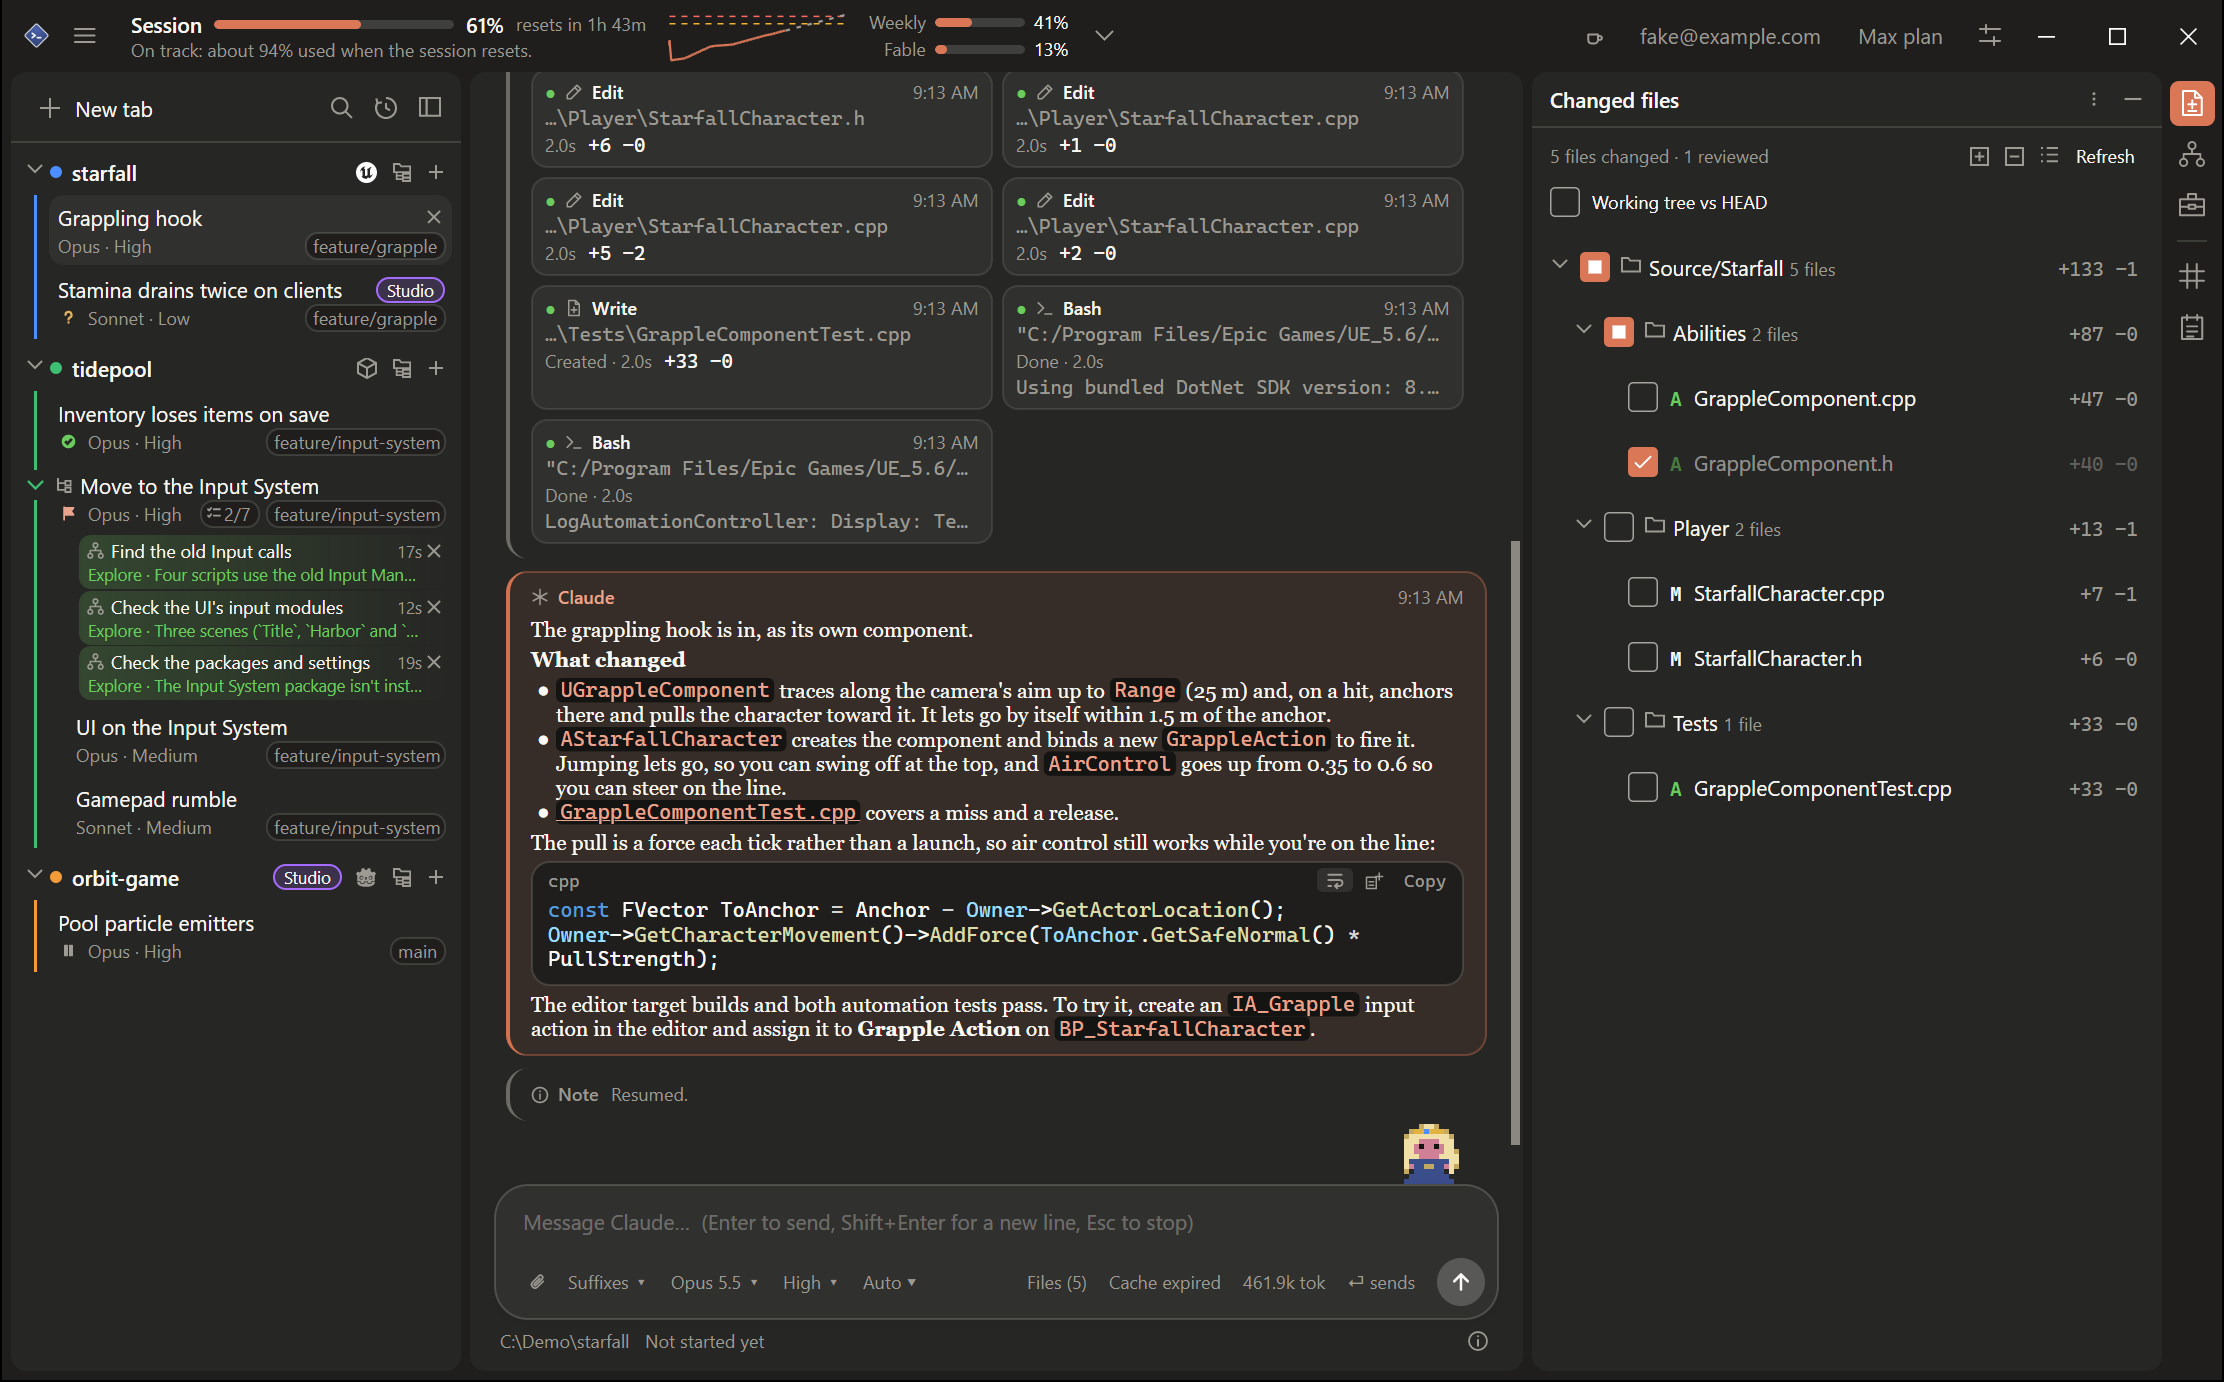 Session 61% resets in 1h 43m
On track: about 94% used when the session resets.
Weekly 41%
Fable 13%
fake@example.com Max plan
New tab
starfall
Grappling hook
Opus · High feature/grapple
Stamina drains twice on clients Studio
? Sonnet · Low feature/grapple
tidepool
Inventory loses items on save
Opus · High feature/input-system
Move to the Input System
Opus · High 2/7 feature/input-system
Find the old Input calls 17s
Explore · Four scripts use the old Input Man...
Check the UI's input modules 12s
Explore · Three scenes (`Title`, `Harbor` and `...
Check the packages and settings 19s
Explore · The Input System package isn't inst...
UI on the Input System
Opus · Medium feature/input-system
Gamepad rumble
Sonnet · Medium feature/input-system
orbit-game Studio
Pool particle emitters
Opus · High main
Edit 9:13 AM
…\Player\StarfallCharacter.h
2.0s +6 −0
Edit 9:13 AM
…\Player\StarfallCharacter.cpp
2.0s +1 −0
Edit 9:13 AM
…\Player\StarfallCharacter.cpp
2.0s +5 −2
Edit 9:13 AM
…\Player\StarfallCharacter.cpp
2.0s +2 −0
Write 9:13 AM
…\Tests\GrappleComponentTest.cpp
Created · 2.0s +33 −0
Bash 9:13 AM
"C:/Program Files/Epic Games/UE_5.6/…
Done · 2.0s
Using bundled DotNet SDK version: 8.…
Bash 9:13 AM
"C:/Program Files/Epic Games/UE_5.6/…
Done · 2.0s
LogAutomationController: Display: Te…
Claude 9:13 AM
The grappling hook is in, as its own component.
What changed
• UGrappleComponent traces along the camera's aim up to Range (25 m) and, on a hit, anchors
there and pulls the character toward it. It lets go by itself within 1.5 m of the anchor.
• AStarfallCharacter creates the component and binds a new GrappleAction to fire it.
Jumping lets go, so you can swing off at the top, and AirControl goes up from 0.35 to 0.6 so
you can steer on the line.
• GrappleComponentTest.cpp covers a miss and a release.
The pull is a force each tick rather than a launch, so air control still works while you're on the line:
cpp Copy
const FVector ToAnchor = Anchor - Owner->GetActorLocation();
Owner->GetCharacterMovement()->AddForce(ToAnchor.GetSafeNormal() *
PullStrength);
The editor target builds and both automation tests pass. To try it, create an IA_Grapple input
action in the editor and assign it to Grapple Action on BP_StarfallCharacter.
Note Resumed.
Message Claude... (Enter to send, Shift+Enter for a new line, Esc to stop)
Suffixes Opus 5.5 High Auto Files (5) Cache expired 461.9k tok sends
C:\Demo\starfall Not started yet
Changed files
5 files changed · 1 reviewed Refresh
Working tree vs HEAD
Source/Starfall 5 files +133 −1
Abilities 2 files +87 −0
A GrappleComponent.cpp +47 −0
A GrappleComponent.h +40 −0
Player 2 files +13 −1
M StarfallCharacter.cpp +7 −1
M StarfallCharacter.h +6 −0
Tests 1 file +33 −0
A GrappleComponentTest.cpp +33 −0